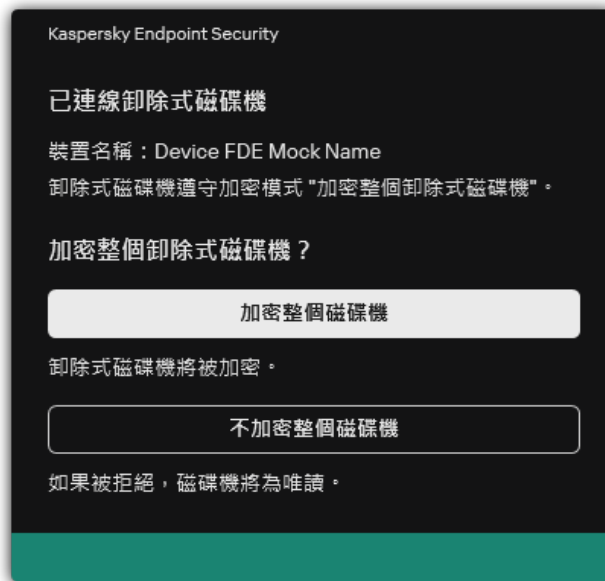 Kaspersky Endpoint Security
已連線卸除式磁碟機
裝置名稱：Device FDE Mock Name
卸除式磁碟機遵守加密模式 "加密整個卸除式磁碟機"。
加密整個卸除式磁碟機？
加密整個磁碟機
卸除式磁碟機將被加密。
不加密整個磁碟機
如果被拒絕，磁碟機將為唯讀。